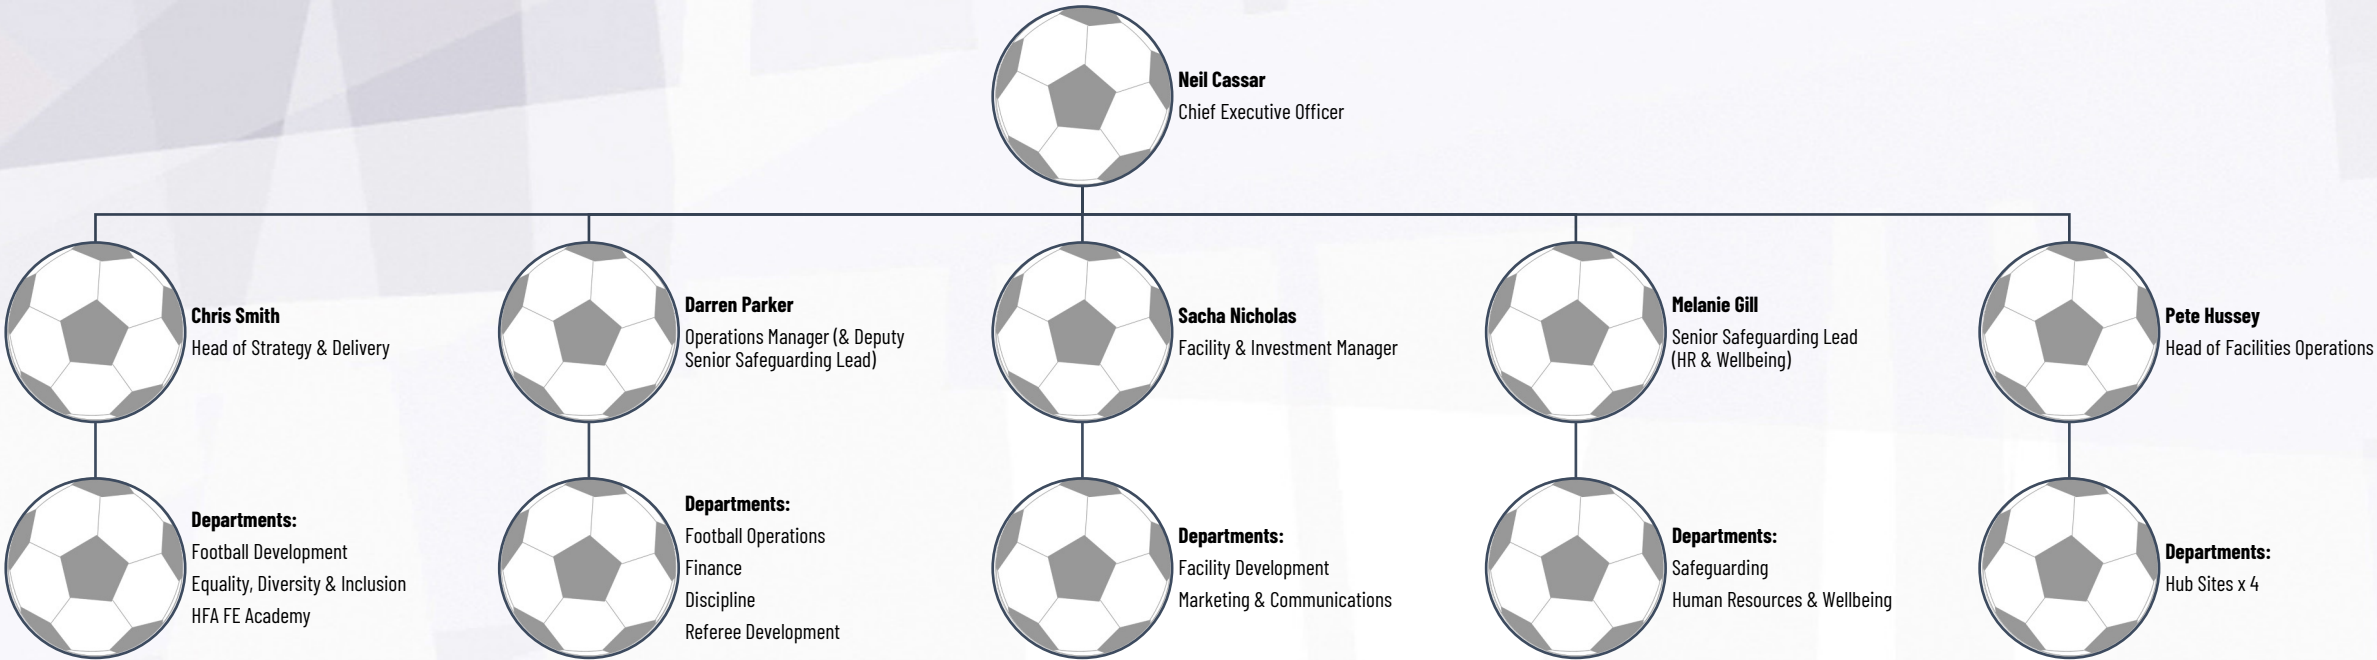 Neil Cassar
Chief Executive Officer
Chris Smith
Head of Strategy & Delivery
Darren Parker
Operations Manager (& Deputy
Senior Safeguarding Lead)
Sacha Nicholas
Facility & Investment Manager
Melanie Gill
Senior Safeguarding Lead
(HR & Wellbeing)
Pete Hussey
Head of Facilities Operations
Departments:
Football Development
Equality, Diversity & Inclusion
HFA FE Academy
Departments:
Football Operations
Finance
Discipline
Referee Development
Departments:
Facility Development
Marketing & Communications
Departments:
Safeguarding
Human Resources & Wellbeing
Departments:
Hub Sites x 4